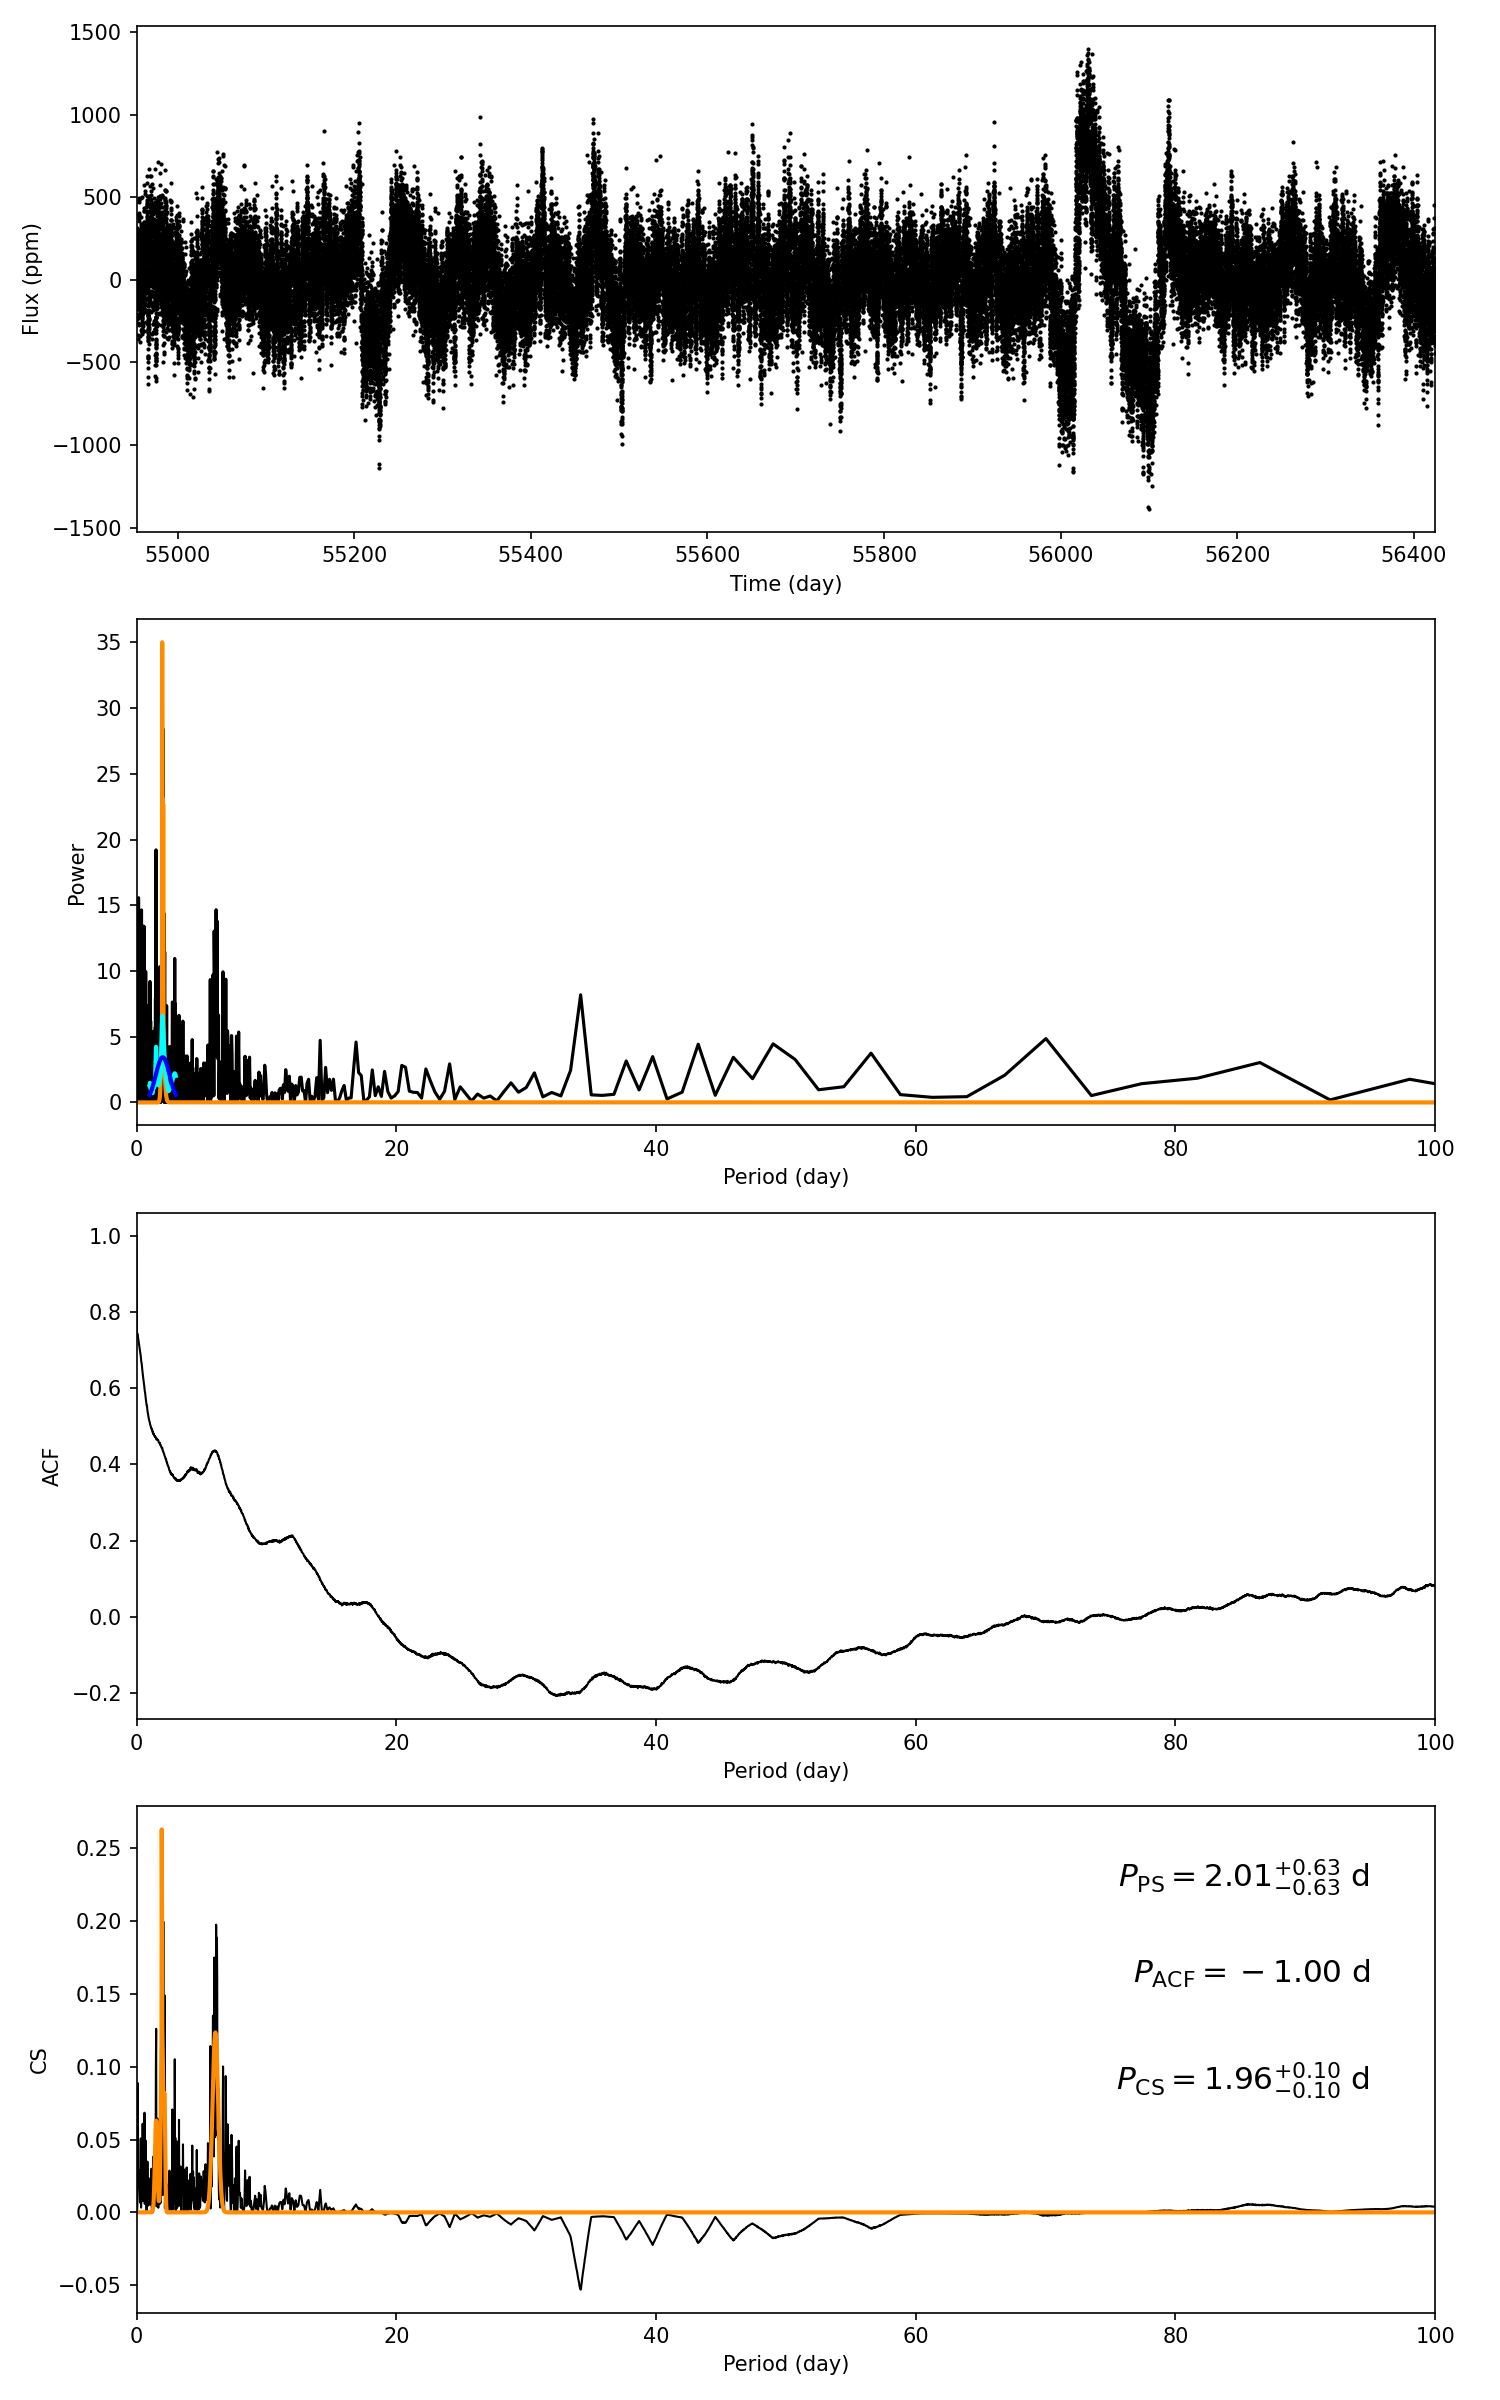 1500
1000
500
0
−500
−1000
−1500
Flux (ppm)
55000 55200 55400 55600 55800 56000 56200 56400
Time (day)
35
30
25
20
15
10
5
0
Power
0 20 40 60 80 100
Period (day)
1.0
0.8
0.6
0.4
0.2
0.0
−0.2
ACF
0 20 40 60 80 100
Period (day)
0.25
0.20
0.15
0.10
0.05
0.00
−0.05
CS
P_PS = 2.01 +0.63 −0.63 d
P_ACF = −1.00 d
P_CS = 1.96 +0.10 −0.10 d
0 20 40 60 80 100
Period (day)